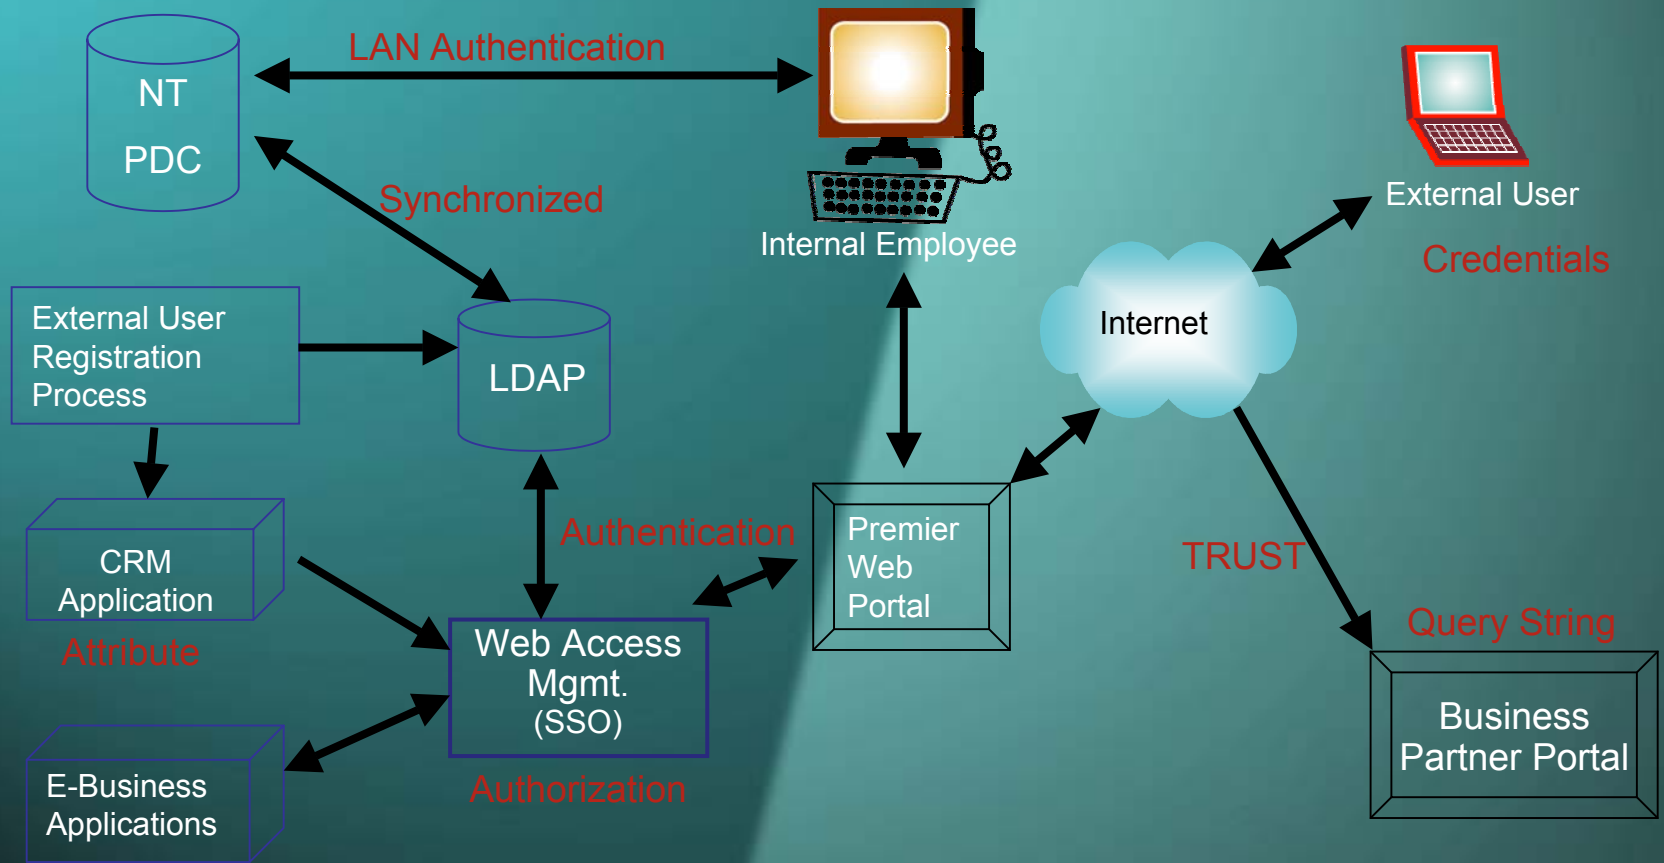 LAN Authentication
NT
PDC
Synchronized
Internal Employee
External User
Credentials
Internet
External User
Registration
Process
LDAP
CRM
Application
Attribute
Authentication
Premier
Web
Portal
TRUST
Query String
Web Access
Mgmt.
(SSO)
Authorization
E-Business
Applications
Business
Partner Portal